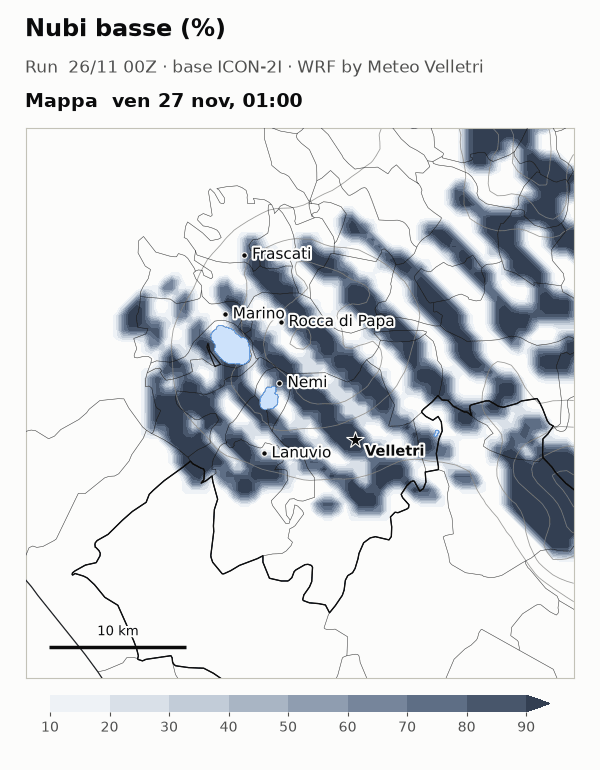 Nubi basse (%)
Run  26/11 00Z · base ICON-2I · WRF by Meteo Velletri
Mappa  ven 27 nov, 01:00
Frascati
Marino
Rocca di Papa
Nemi
Velletri
Lanuvio
10 km
10 20 30 40 50 60 70 80 90